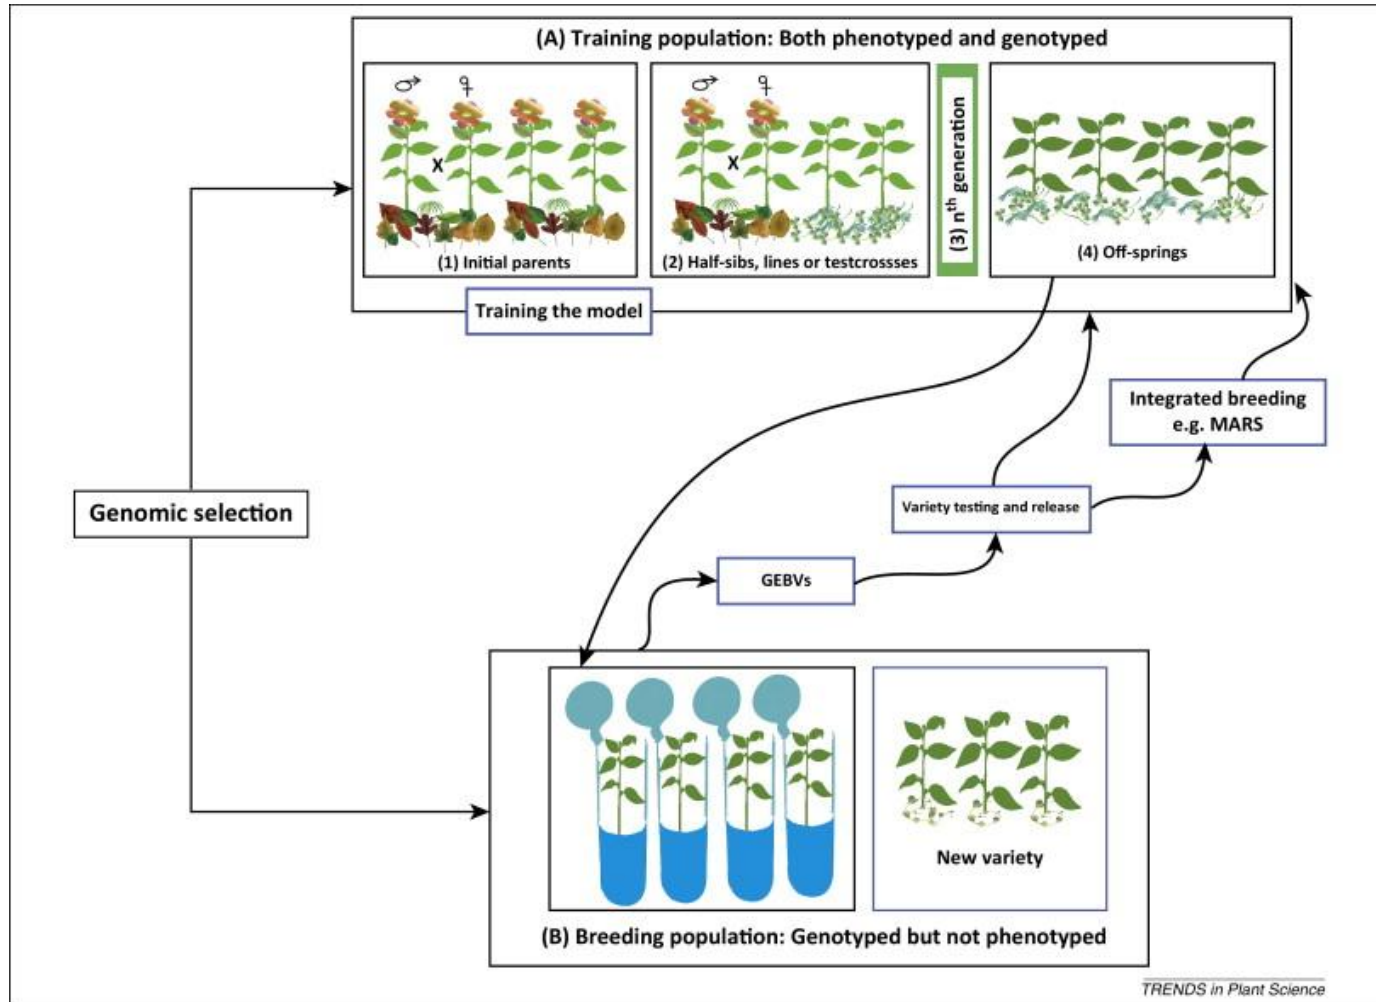 (A) Training population: Both phenotyped and genotyped
X
(1) Initial parents
X
(2) Half-sibs, lines or testcrossses
(3) nth generation
(4) Off-springs
Training the model
Integrated breeding
e.g. MARS
Genomic selection
Variety testing and release
GEBVs
New variety
(B) Breeding population: Genotyped but not phenotyped
TRENDS in Plant Science